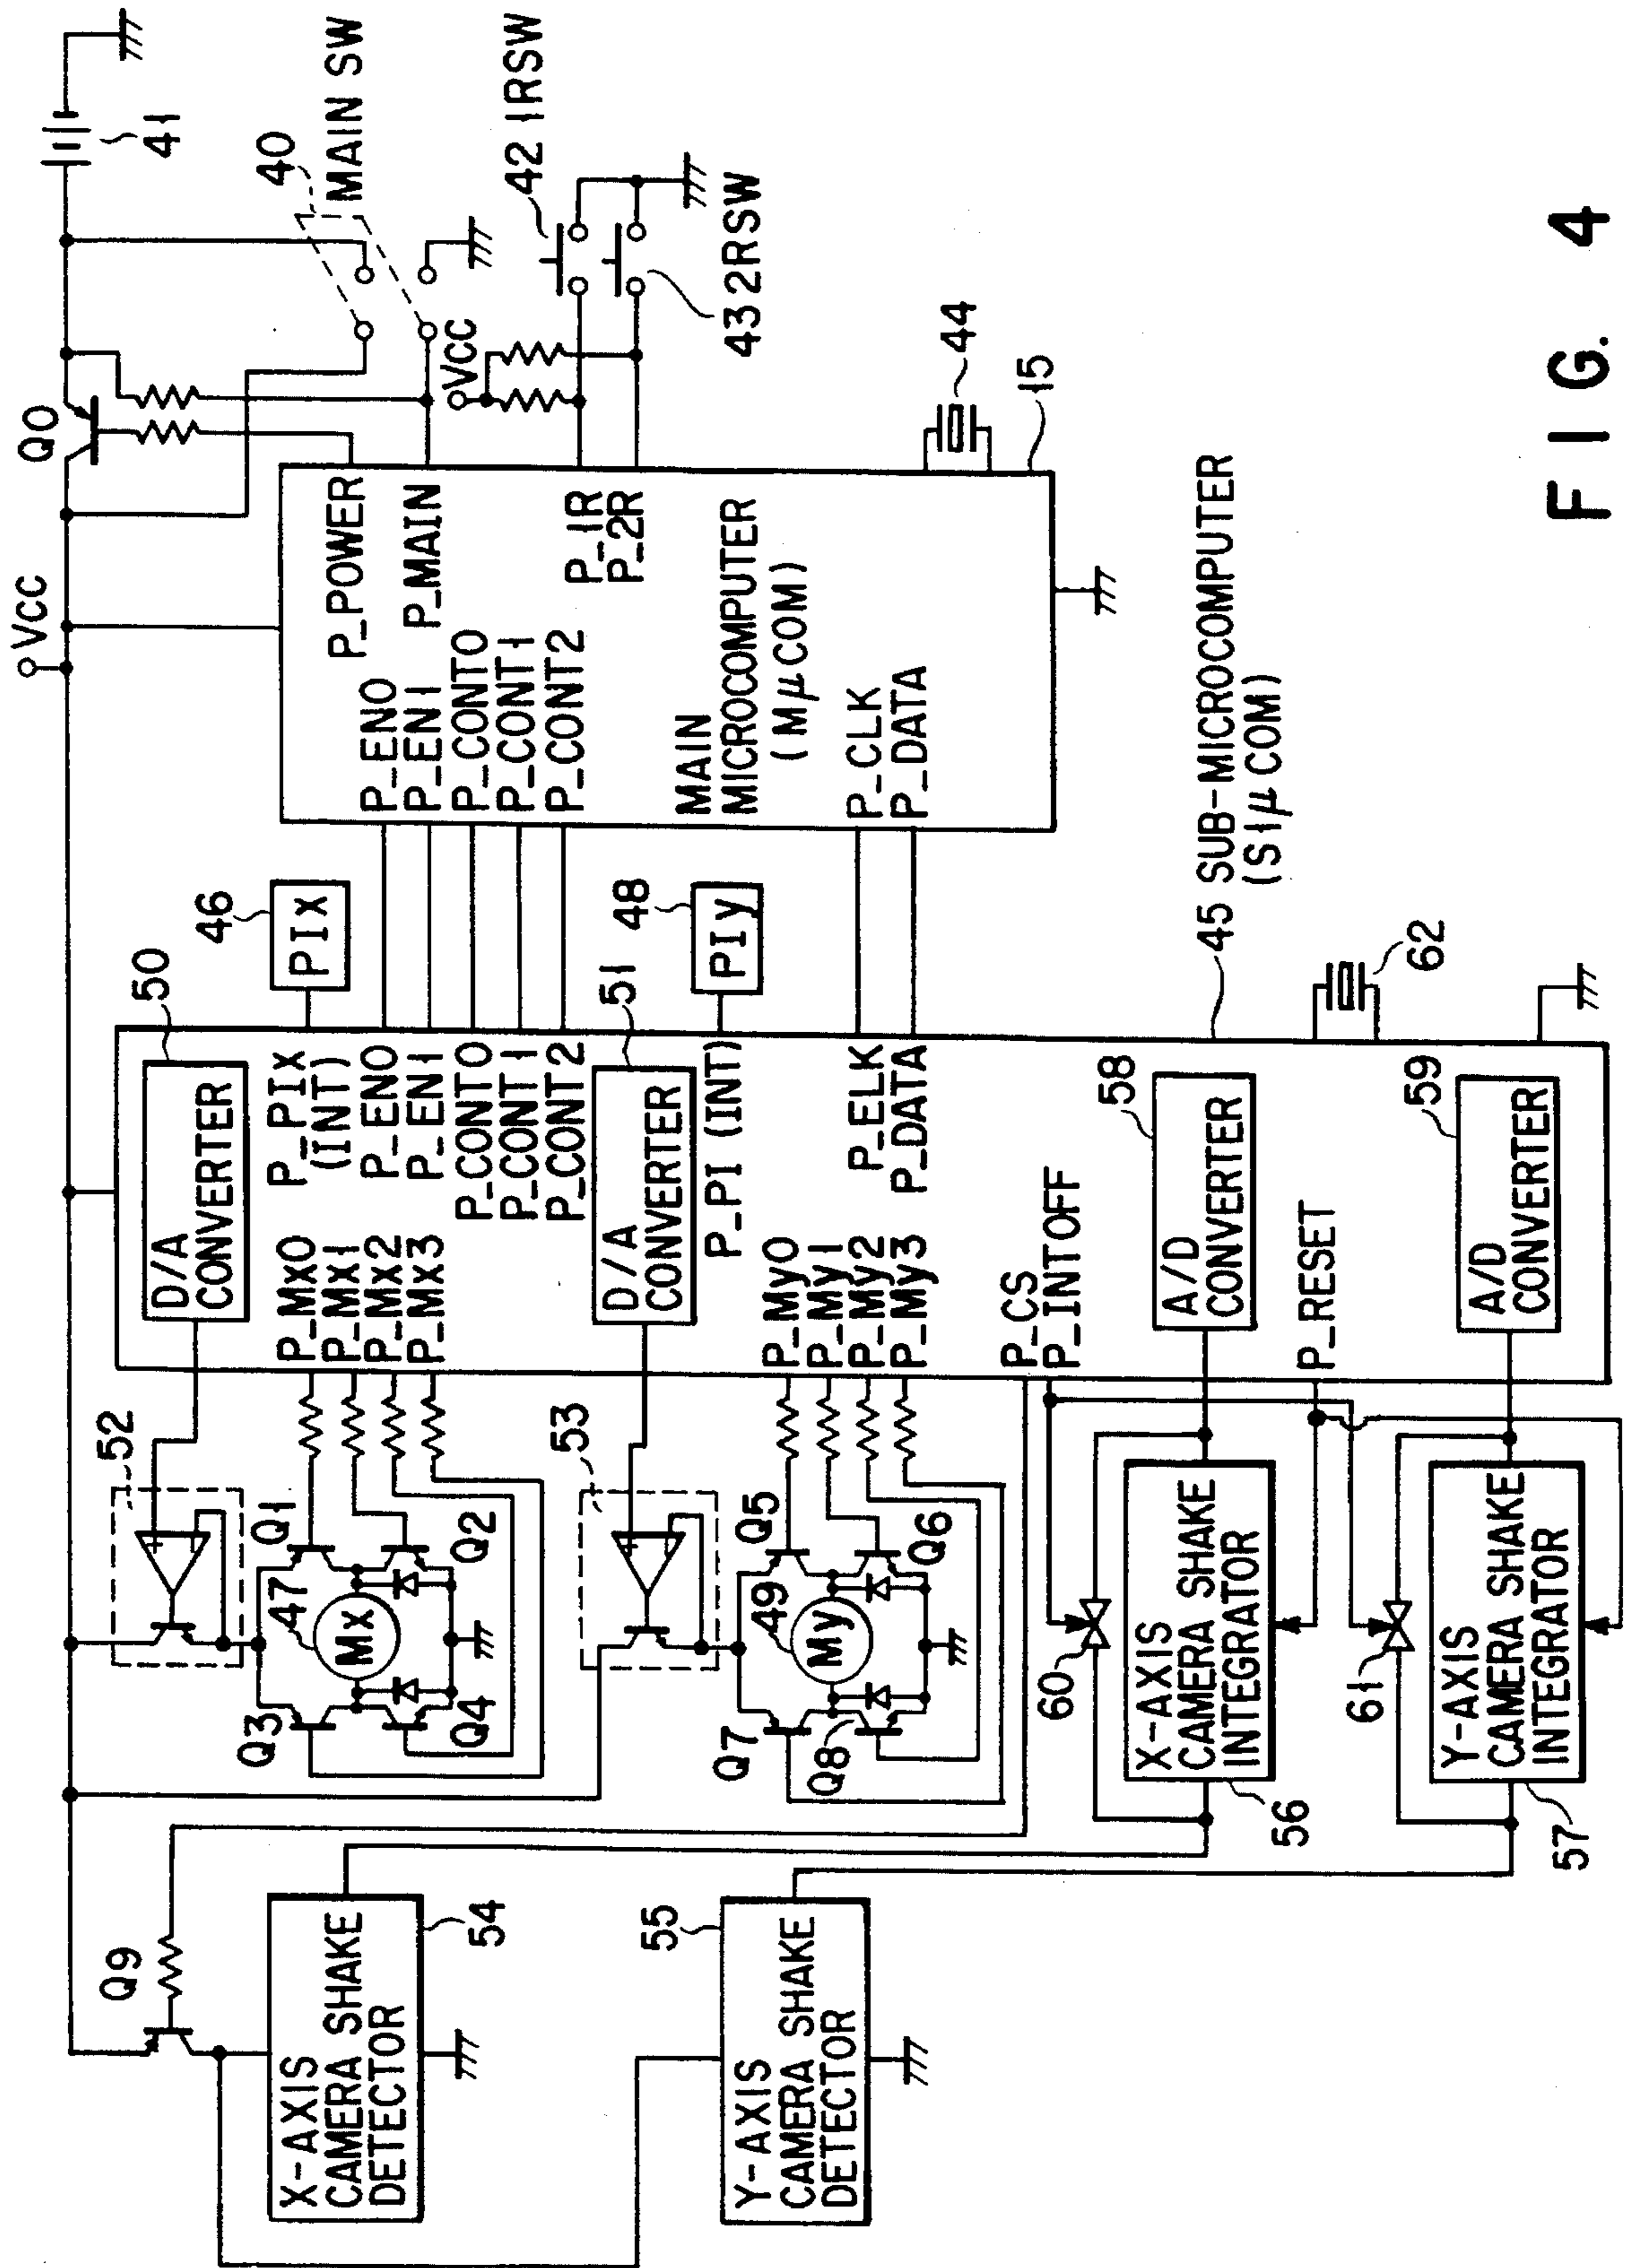 VCC
Q0
41
40
MAIN SW
VCC
42 1RSW
43 2RSW
44
15
P_POWER
P_MAIN
P_1R
P_2R
P_EN0
P_EN1
P_CONT0
P_CONT1
P_CONT2
MAIN
MICROCOMPUTER
(MμCOM)
P_CLK
P_DATA
46
PIX
48
PIy
45 SUB-MICROCOMPUTER
(S1μCOM)
62
50
D/A
CONVERTER
P_PIX
(INT)
P_EN0
P_EN1
P_CONT0
P_CONT1
P_CONT2
51
D/A
CONVERTER
P_PI (INT)
P_ELK
P_DATA
P_MX0
P_MX1
P_MX2
P_MX3
P_My0
P_My1
P_My2
P_My3
P_CS
P_INTOFF
58
A/D
CONVERTER
P_RESET
59
A/D
CONVERTER
52
Q1
Q2
47
Mx
Q3
Q4
53
Q5
Q6
49
My
Q7
Q8
60
X-AXIS
CAMERA SHAKE
INTEGRATOR
56
61
Y-AXIS
CAMERA SHAKE
INTEGRATOR
57
Q9
X-AXIS
CAMERA SHAKE
DETECTOR
54
Y-AXIS
CAMERA SHAKE
DETECTOR
55
FIG. 4